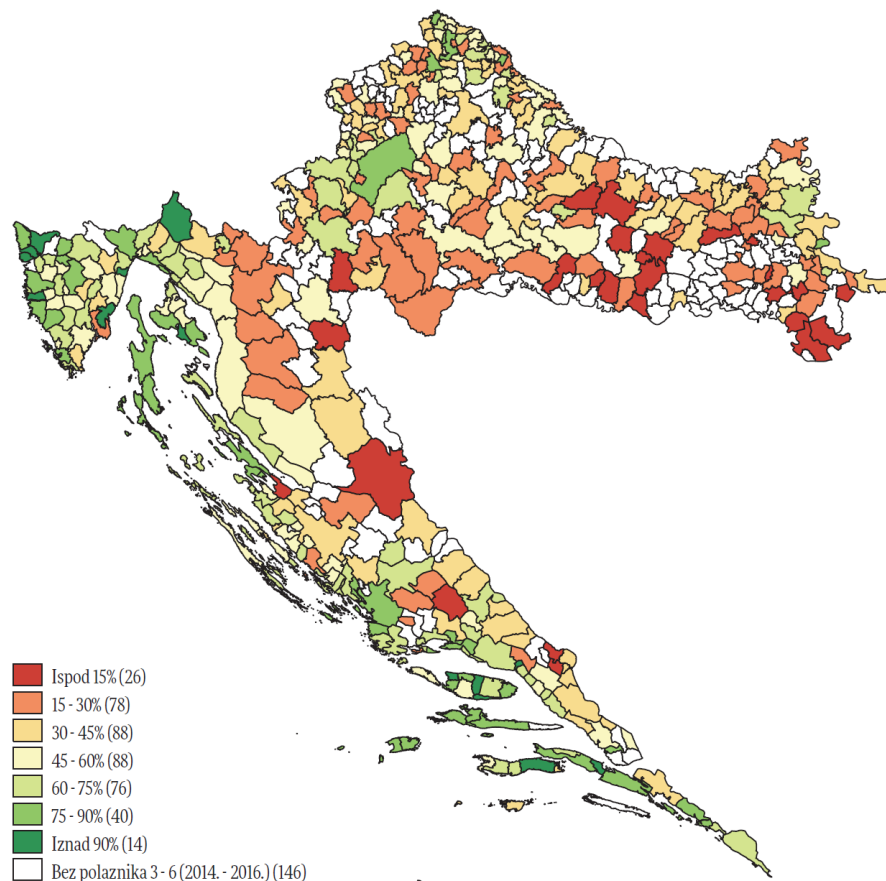 Ispod 15% (26)
15 - 30% (78)
30 - 45% (88)
45 - 60% (88)
60 - 75% (76)
75 - 90% (40)
Iznad 90% (14)
Bez polaznika 3 - 6 (2014. - 2016.) (146)